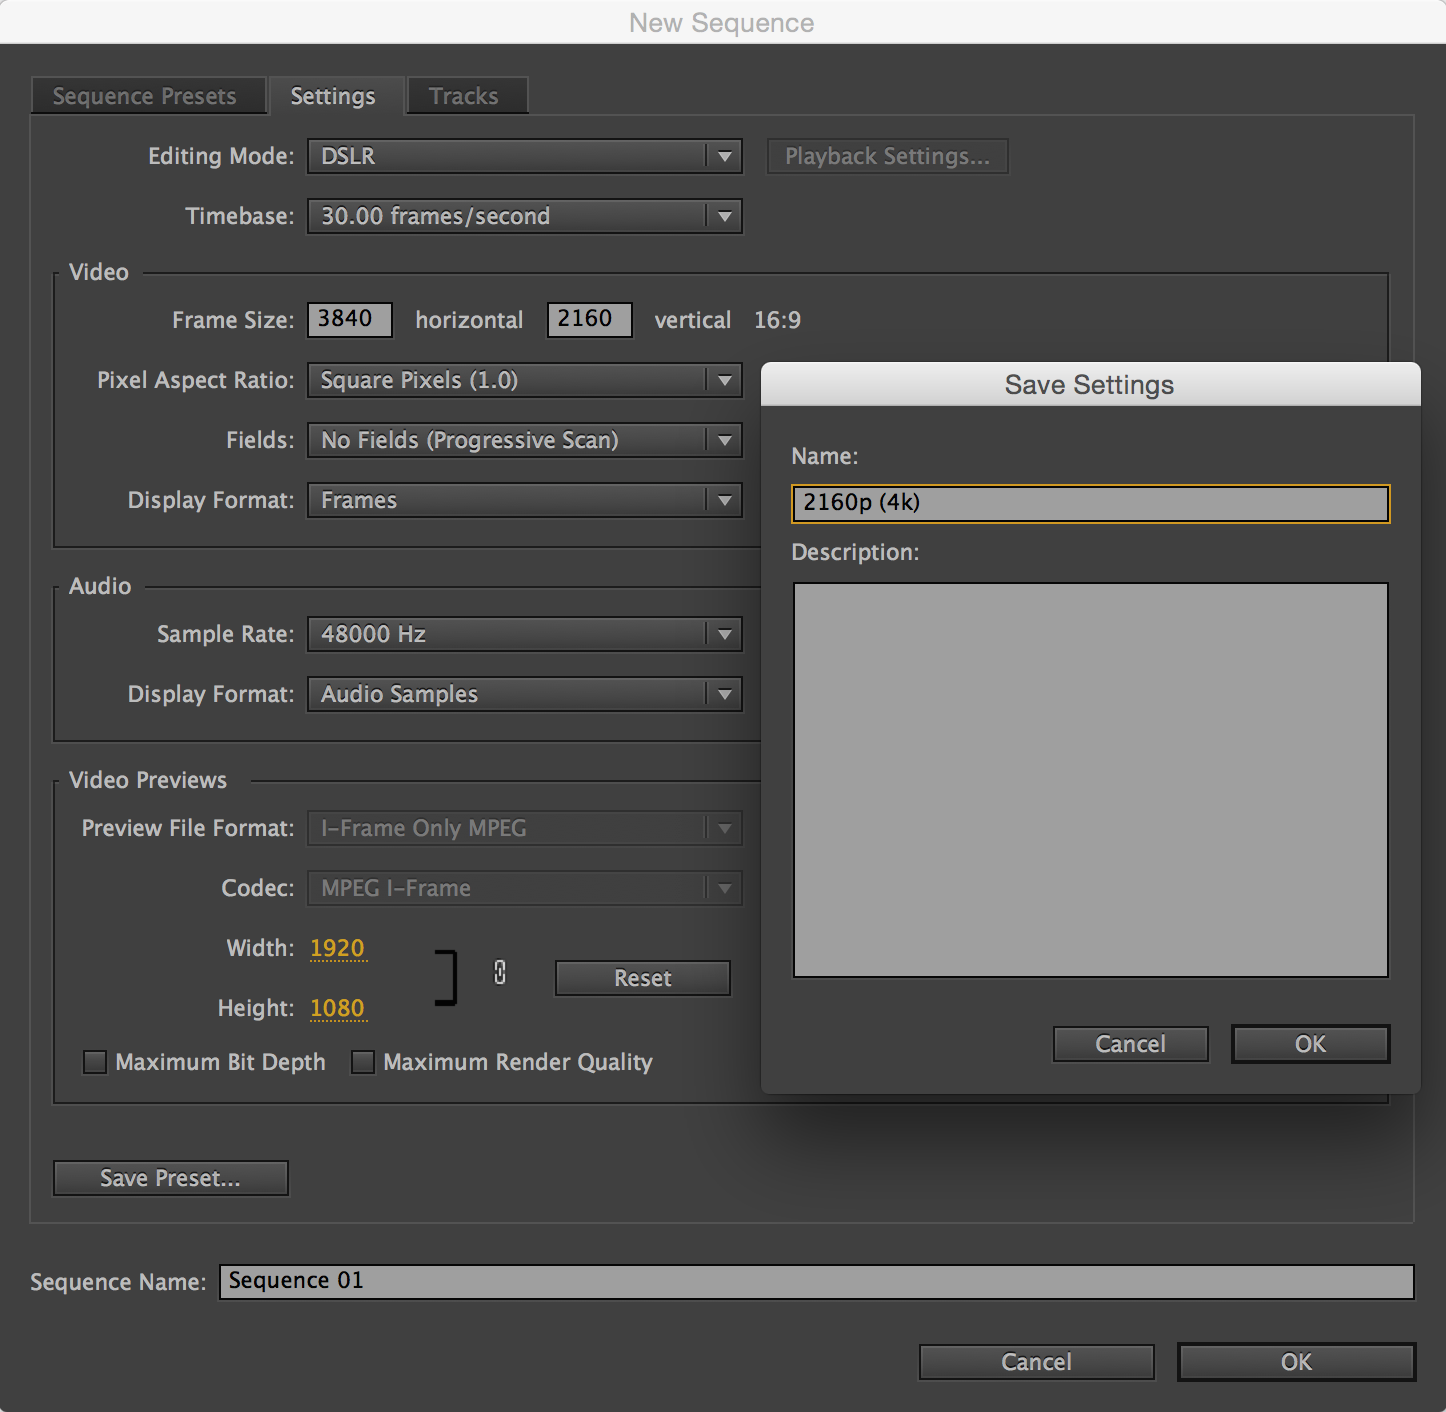 New Sequence
Sequence Presets Settings Tracks
Editing Mode: DSLR Playback Settings...
Timebase: 30.00 frames/second
Video
Frame Size: 3840 horizontal 2160 vertical 16:9
Pixel Aspect Ratio: Square Pixels (1.0)
Fields: No Fields (Progressive Scan)
Display Format: Frames
Audio
Sample Rate: 48000 Hz
Display Format: Audio Samples
Video Previews
Preview File Format: I-Frame Only MPEG
Codec: MPEG I-Frame
Width: 1920
Height: 1080
Reset
Maximum Bit Depth Maximum Render Quality
Save Preset...
Save Settings
Name:
2160p (4k)
Description:
Cancel OK
Sequence Name: Sequence 01
Cancel OK